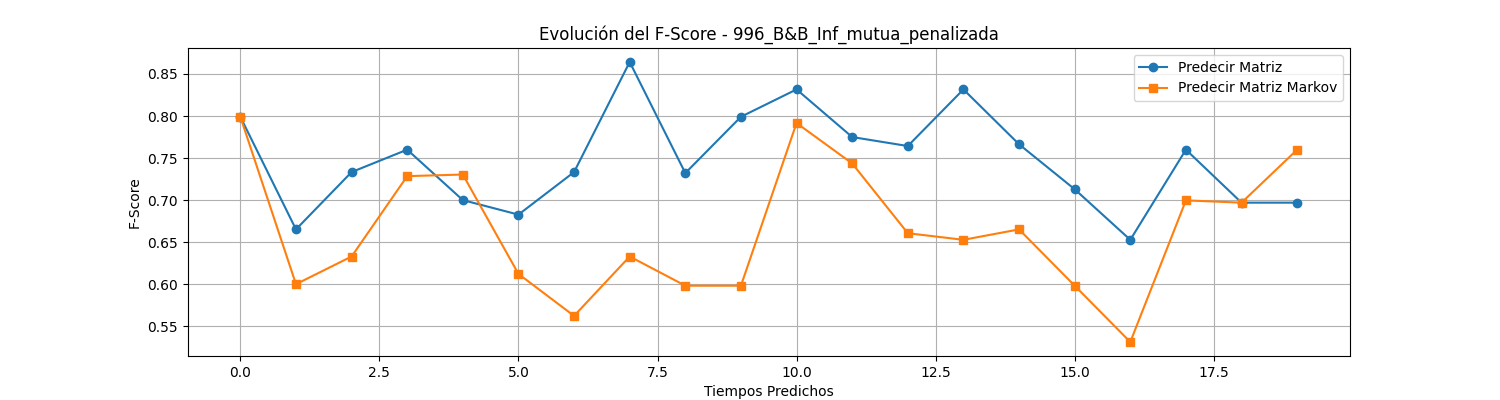 Evolución del F-Score - 996_B&B_Inf_mutua_penalizada
Predecir Matriz
Predecir Matriz Markov
F-Score
0.85
0.80
0.75
0.70
0.65
0.60
0.55
0.0 2.5 5.0 7.5 10.0 12.5 15.0 17.5
Tiempos Predichos